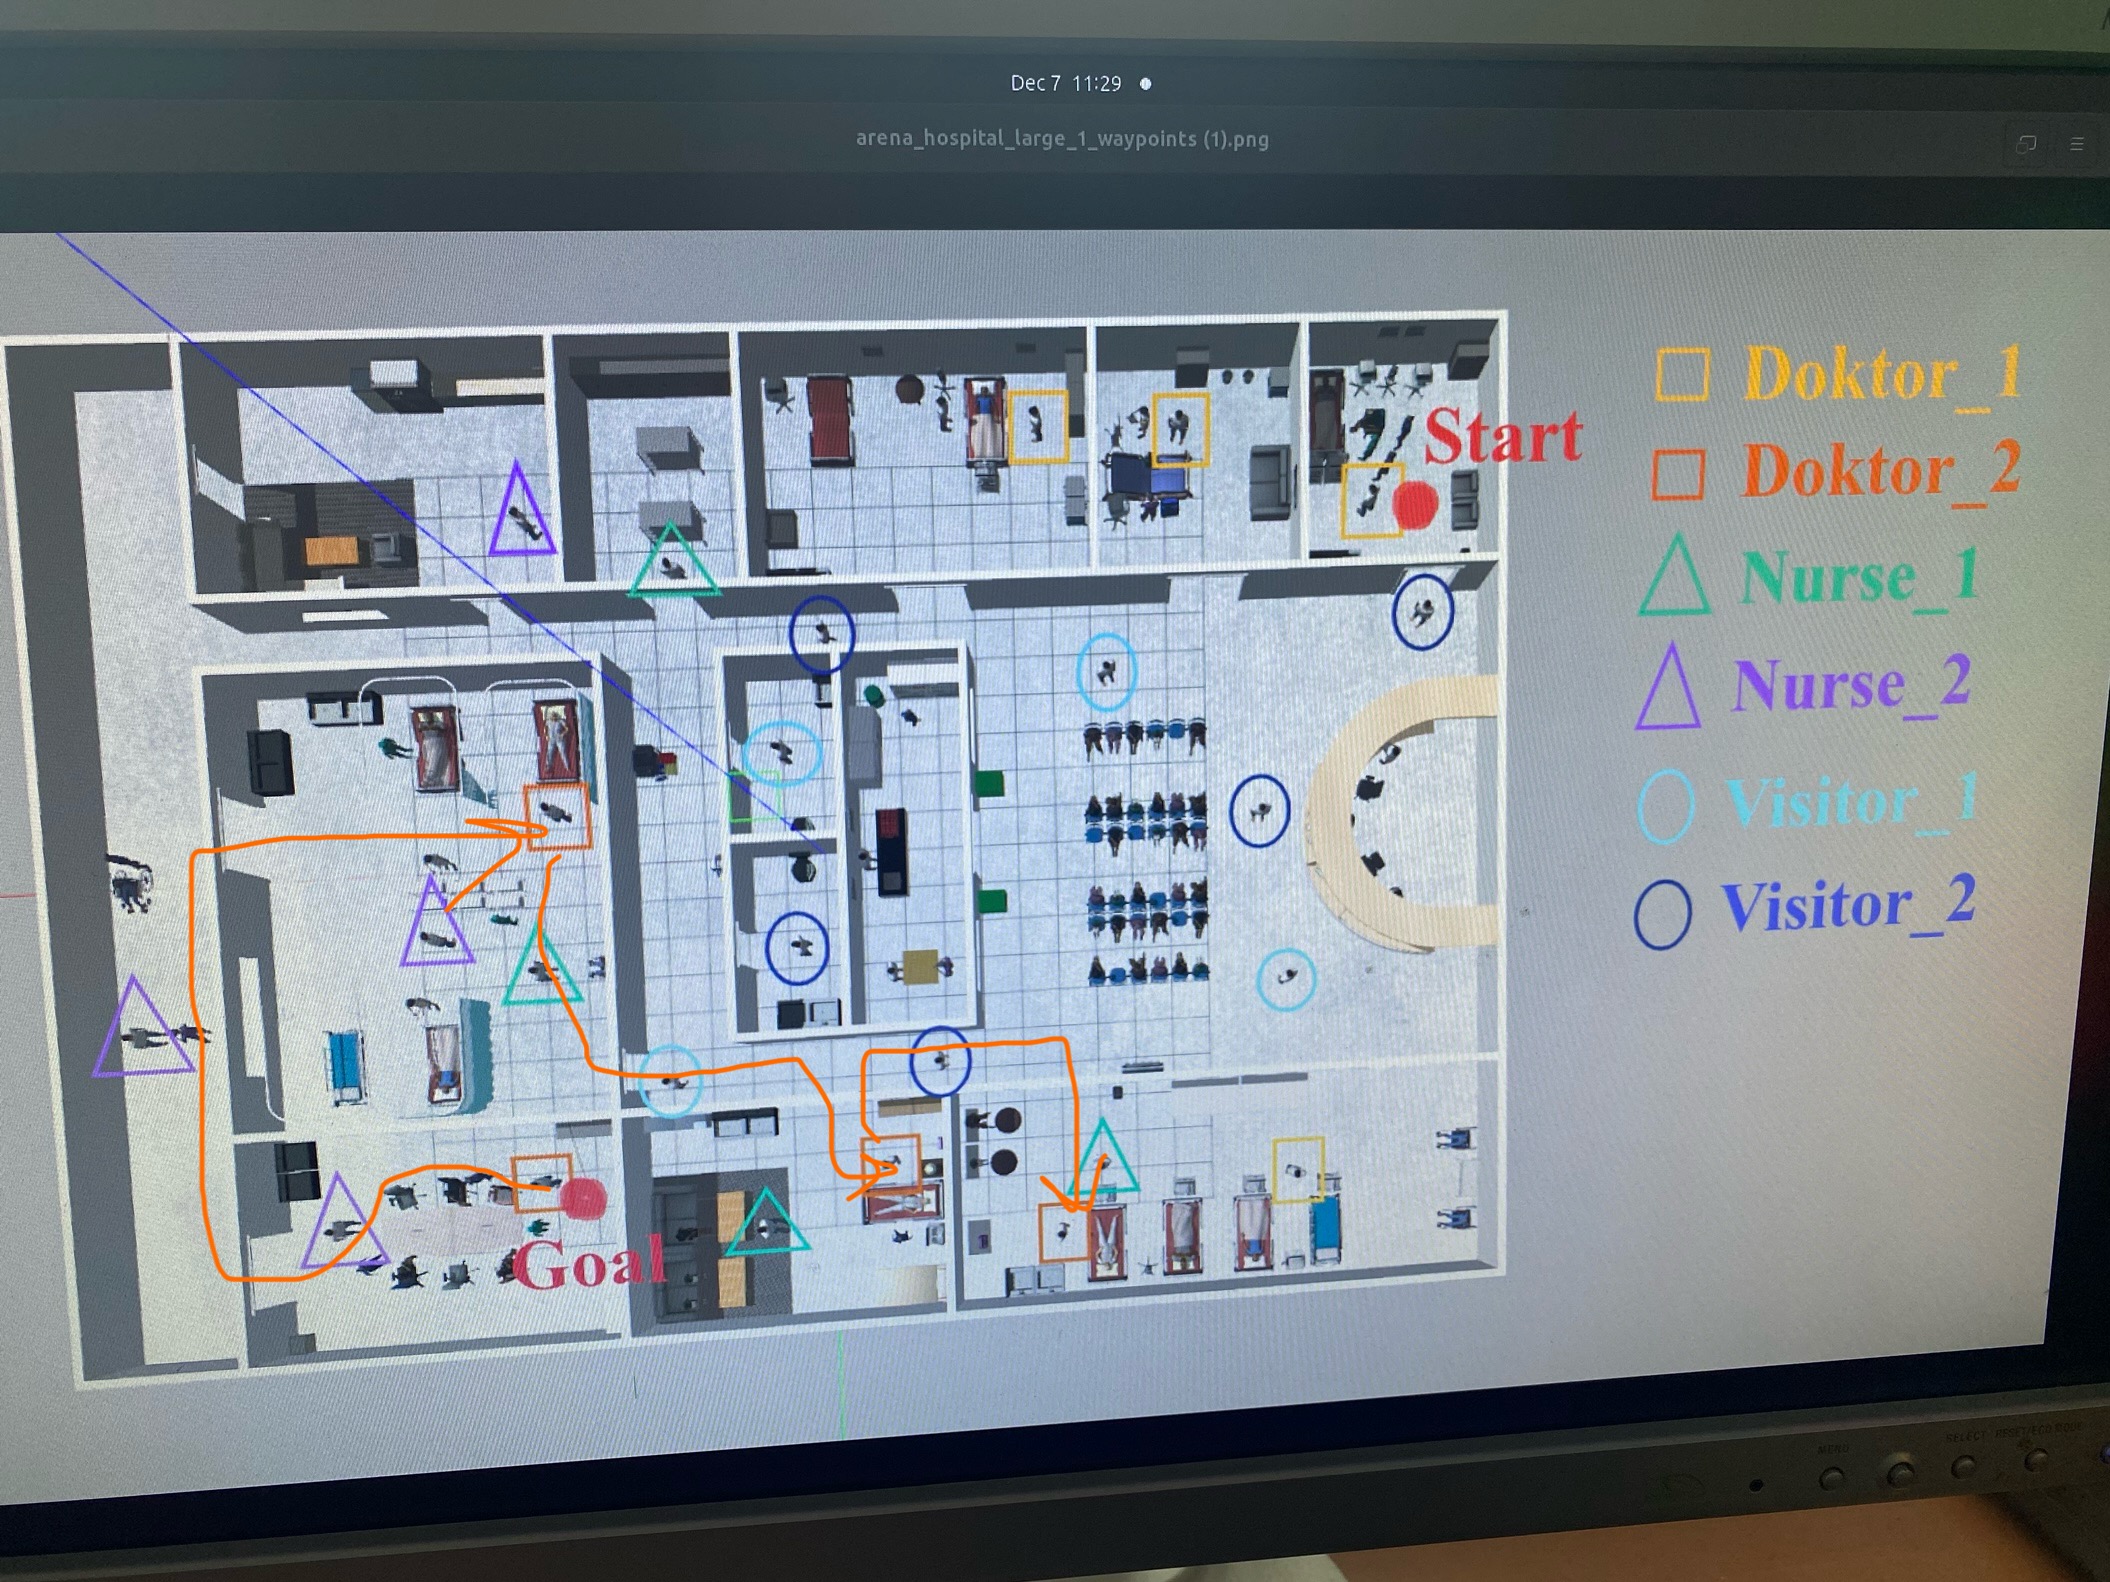 Dec 7 11:29
arena_hospital_large_1_waypoints (1).png
Doktor_1
Start
Doktor_2
Nurse_1
Nurse_2
Visitor_1
Visitor_2
Goal
MENU
SELECT
RESET/ECO MODE